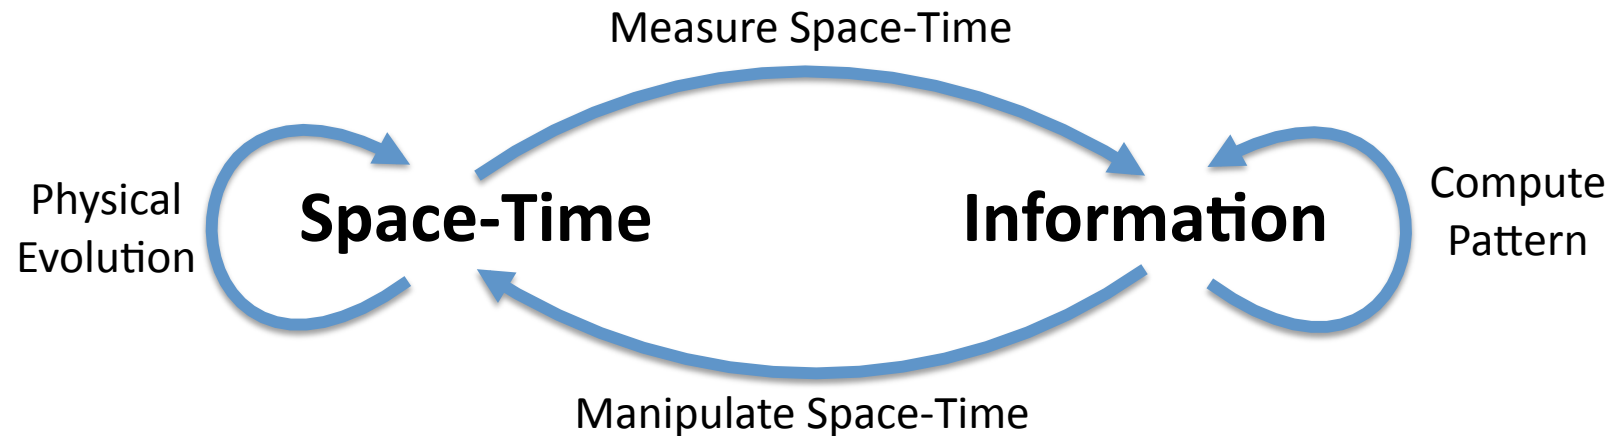 Measure Space-Time
Physical
Evolution
Space-Time
Information
Compute
Pattern
Manipulate Space-Time